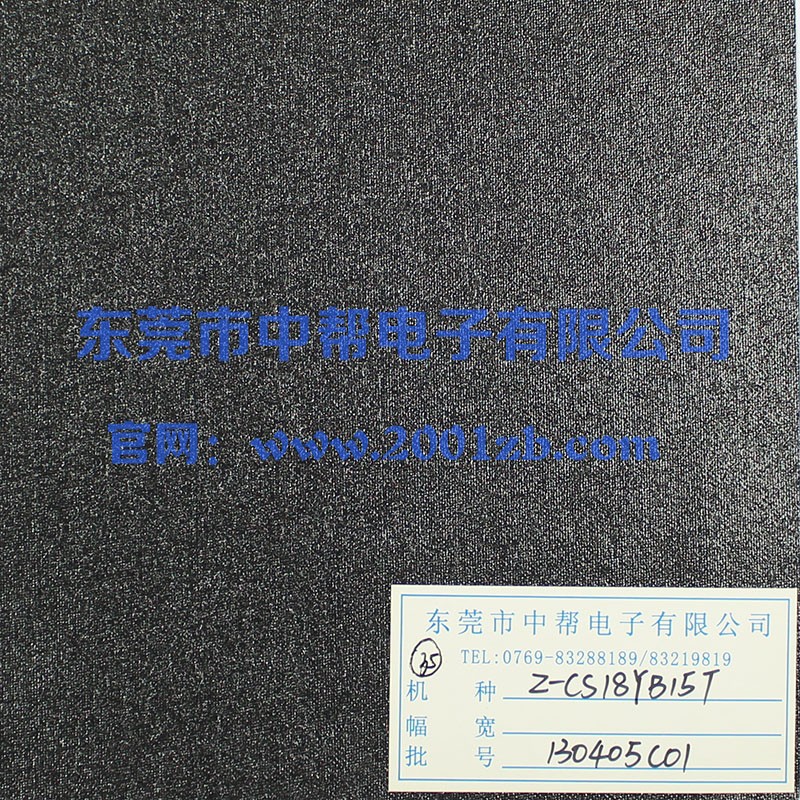 东莞市中帮电子有限公司
官网：www.2001zb.com
东莞市中帮电子有限公司
35
TEL:0769-83288189/83219819
机 种 Z-CS18YB15T
幅 宽
批 号 130405C01